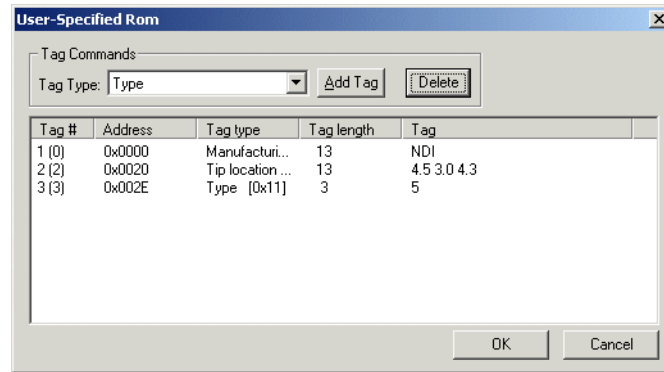 User-Specified Rom
Tag Commands
Tag Type: Type Add Tag Delete
Tag # Address Tag type Tag length Tag
1 (0) 0x0000 Manufacturi... 13 NDI
2 (2) 0x0020 Tip location ... 13 4.5 3.0 4.3
3 (3) 0x002E Type [0x11] 3 5
OK Cancel